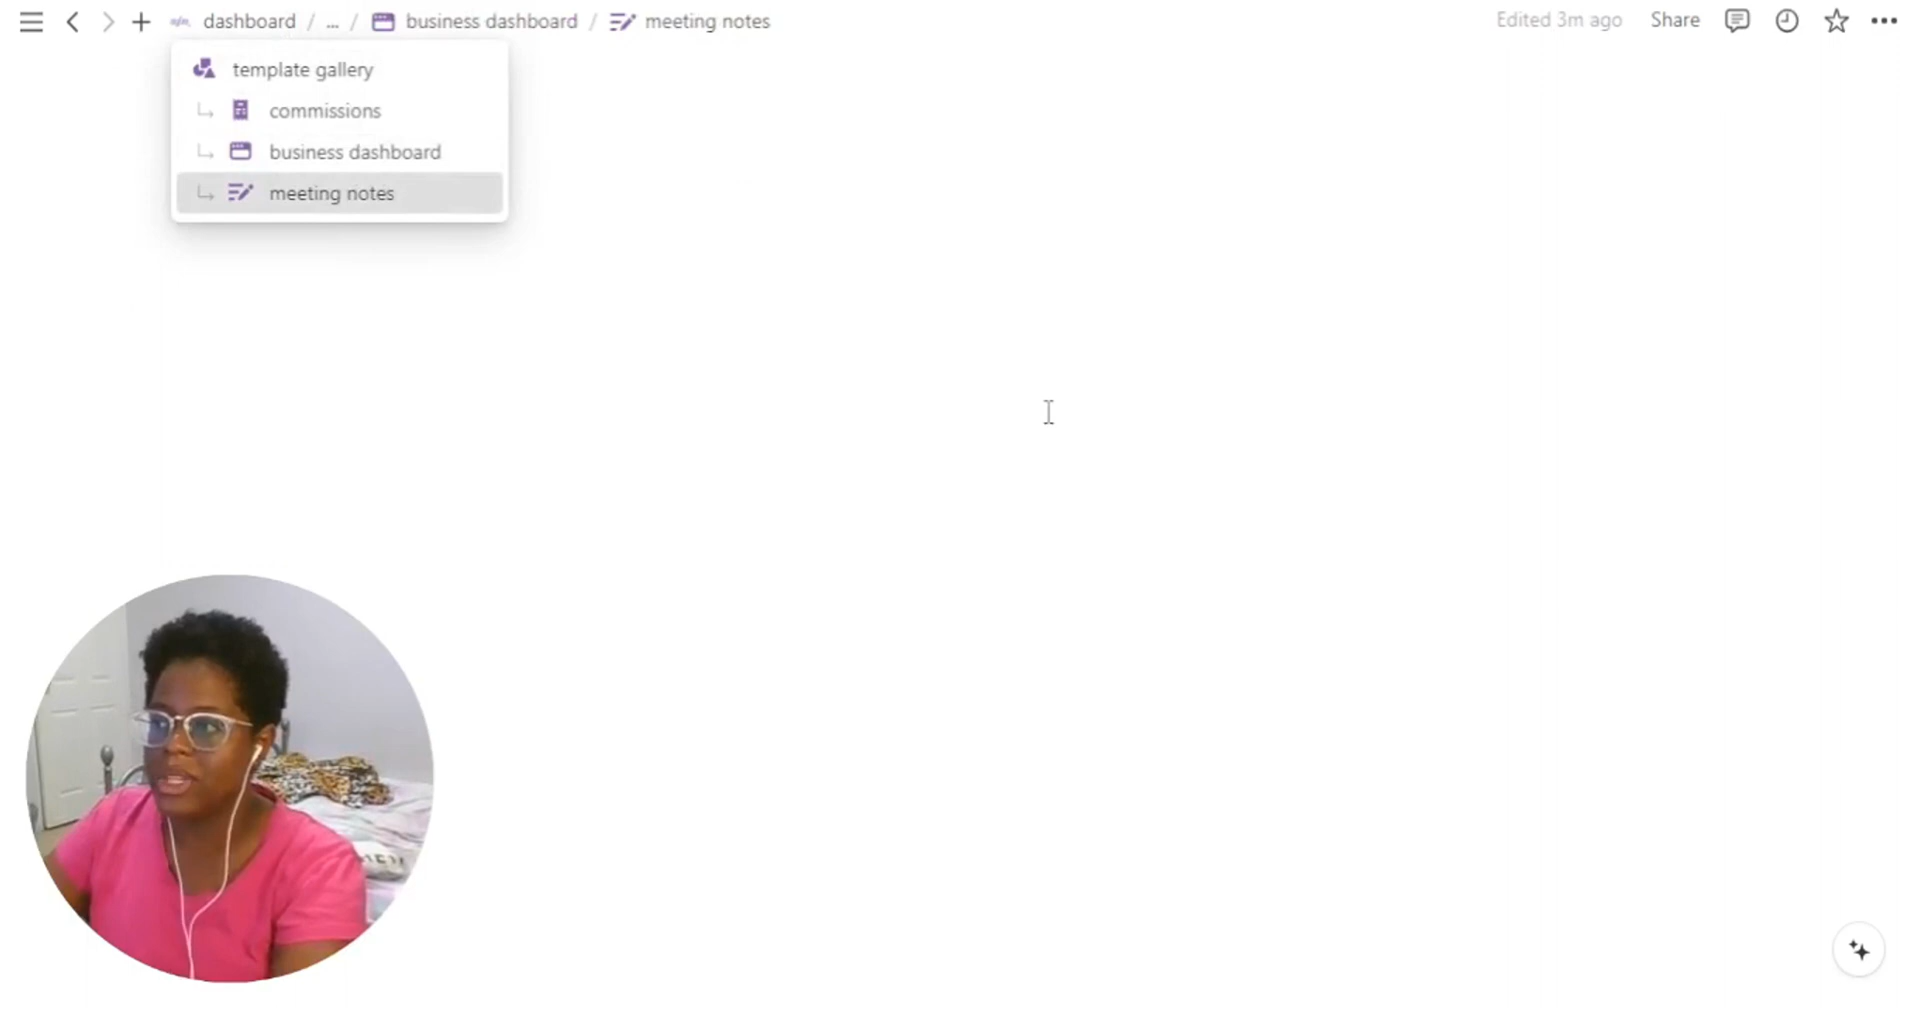 dashboard / ... / business dashboard / meeting notes Edited 3m ago Share
template gallery
commissions
business dashboard
meeting notes